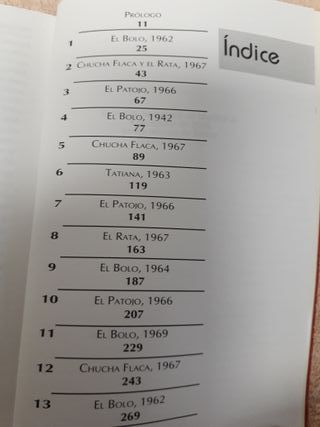 Índice
Prólogo
11
1 El Bolo, 1962
25
2 Chucha Flaca y el Rata, 1967
43
3 El Patojo, 1966
67
4 El Bolo, 1942
77
5 Chucha Flaca, 1967
89
6 Tatiana, 1963
119
7 El Patojo, 1966
141
8 El Rata, 1967
163
9 El Bolo, 1964
187
10 El Patojo, 1966
207
11 El Bolo, 1969
229
12 Chucha Flaca, 1967
243
13 El Bolo, 1962
269